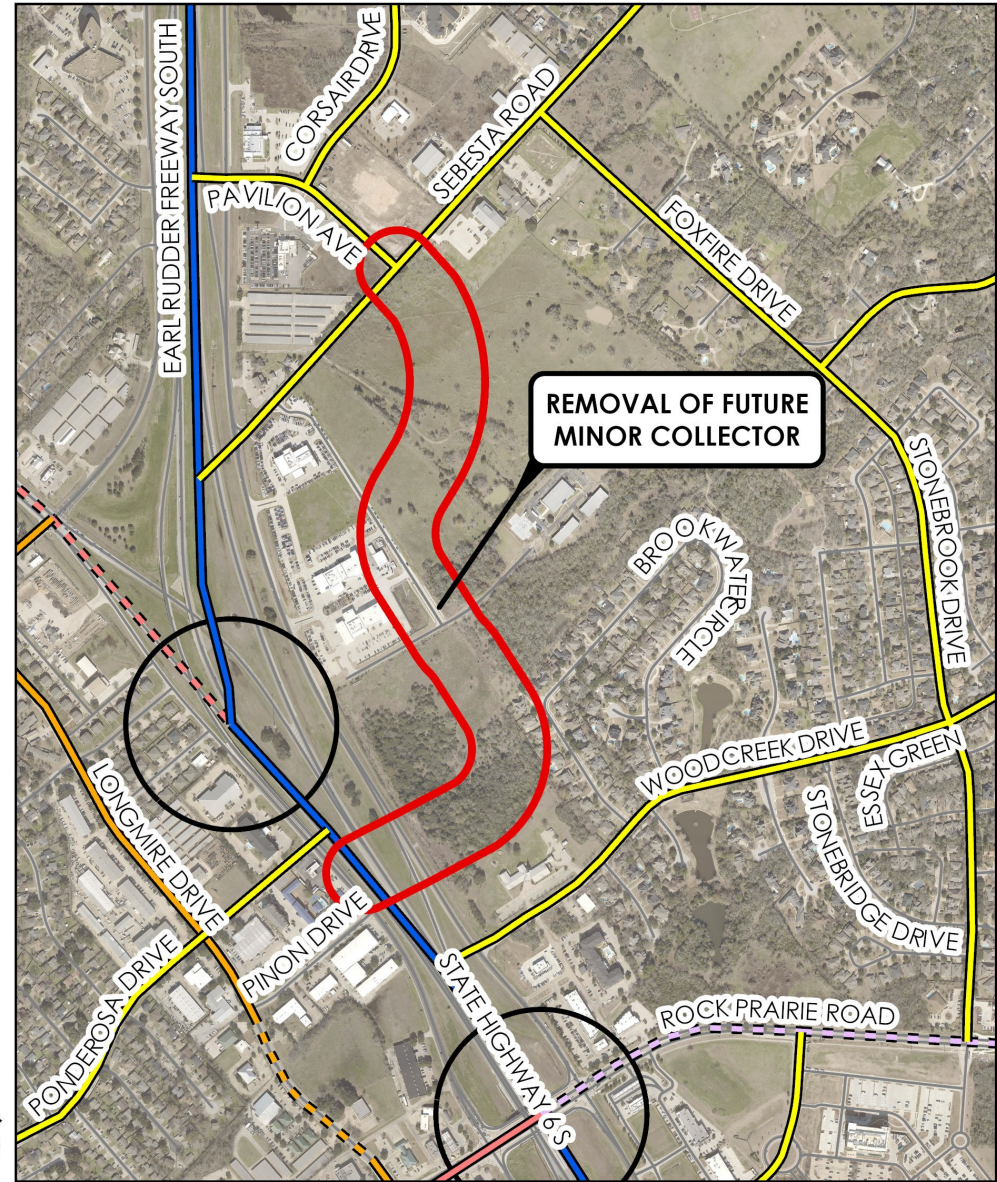 EARL RUDDER FREEWAY SOUTH
CORSAIR DRIVE
SEBESTA ROAD
PAVILION AVE
FOXFIRE DRIVE
REMOVAL OF FUTURE
MINOR COLLECTOR
STONEBROOK DRIVE
BROOKWATER CIRCLE
WOODCREEK DRIVE
ESSEX GREEN
STONEBRIDGE DRIVE
LONGMIRE DRIVE
PINON DRIVE
PONDEROSA DRIVE
STATE HIGHWAY 6 S
ROCK PRAIRIE ROAD